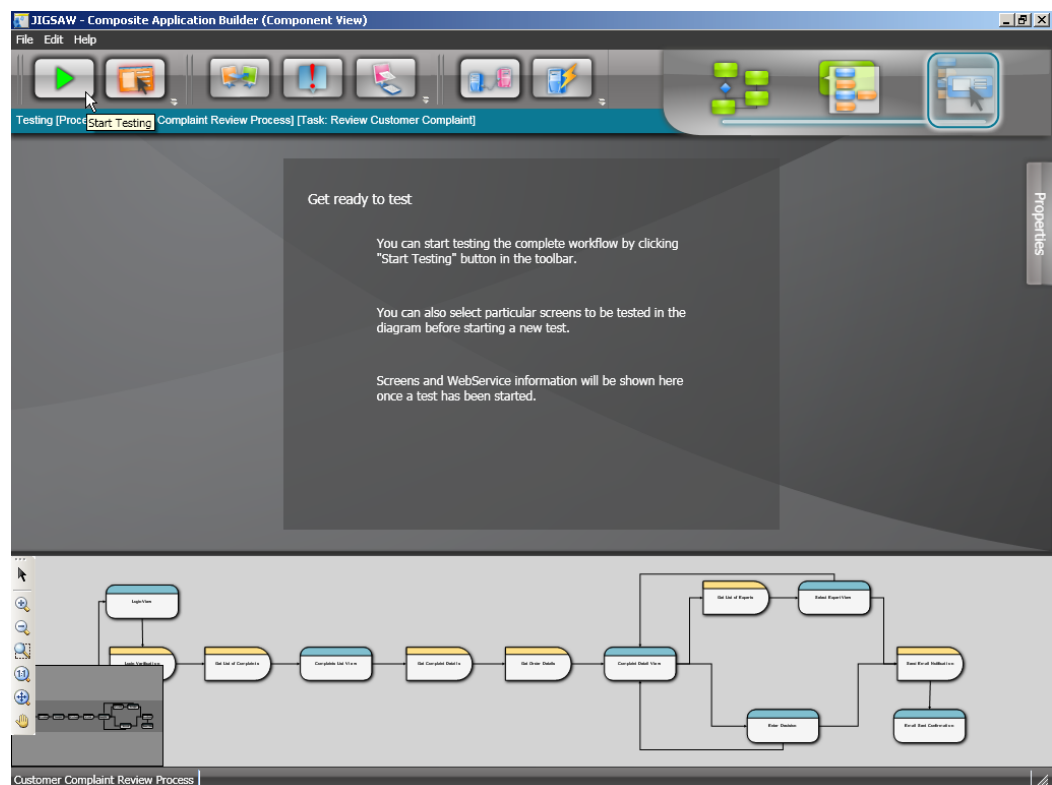 JIGSAW - Composite Application Builder (Component View)
File Edit Help
Testing [Proce
Complaint Review Process] [Task: Review Customer Complaint]
Start Testing
Properties
Get ready to test
You can start testing the complete workflow by clicking
"Start Testing" button in the toolbar.
You can also select particular screens to be tested in the
diagram before starting a new test.
Screens and WebService information will be shown here
once a test has been started.
Login View
Get List of Experts
Select Expert View
Login Verification
Get List of Complaints
Complaints List View
Get Complaint Details
Get Order Details
Complaint Detail View
Send Email Notification
Enter Decision
Email Sent Confirmation
1:1
Customer Complaint Review Process